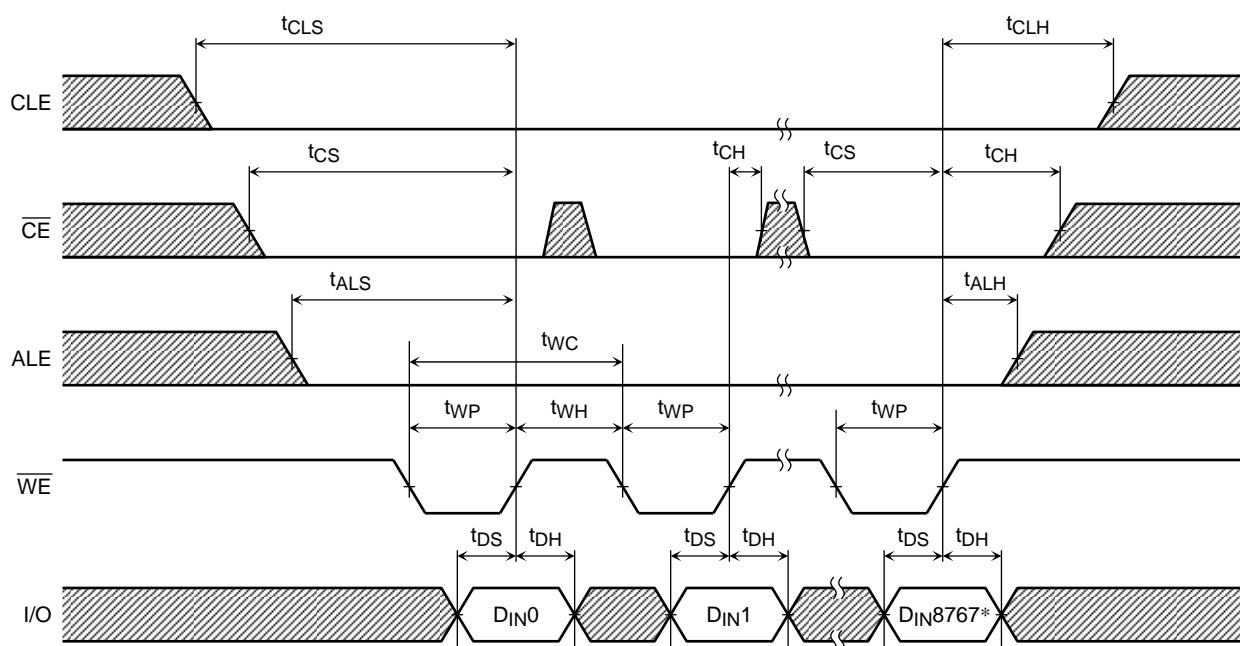 tCLS tCLH
CLE
tCS tCH tCS tCH
CE
tALS tALH
tWC
ALE
tWP tWH tWP tWP
WE
tDS tDH tDS tDH tDS tDH
I/O DIN0 DIN1 DIN8767*